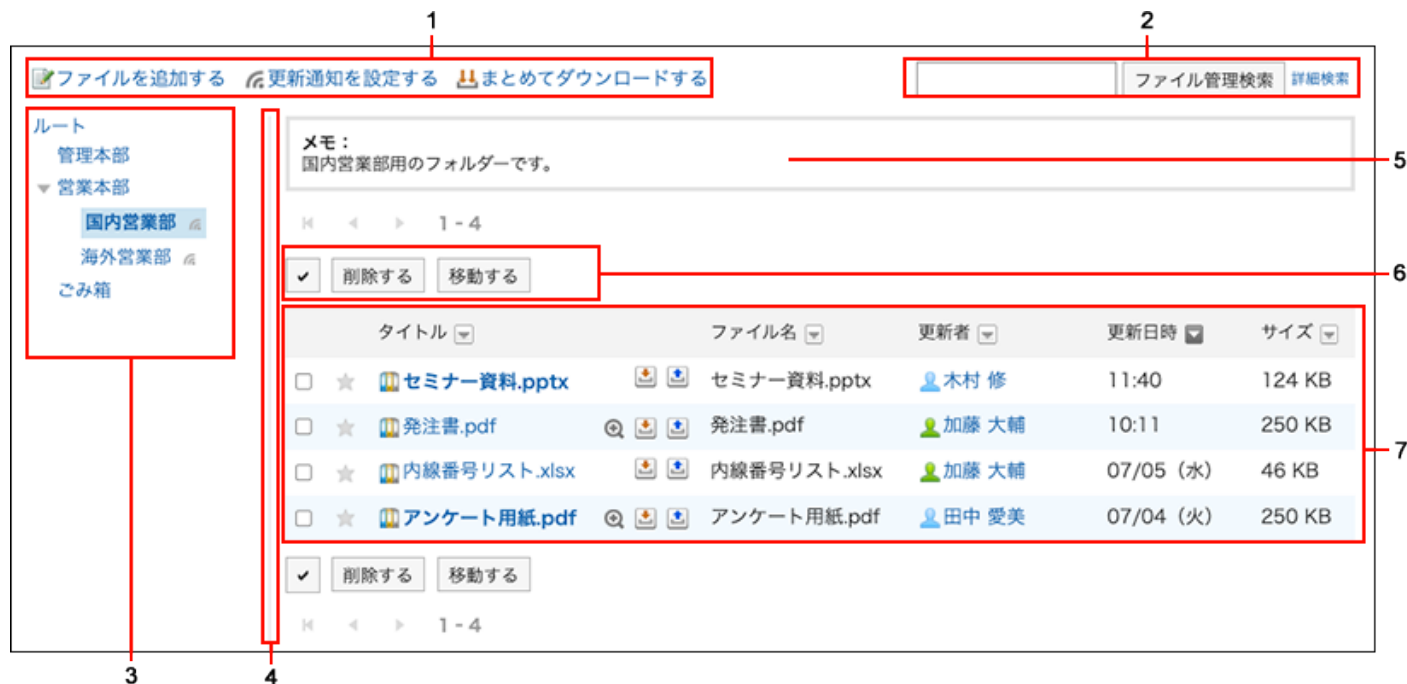 1
2
ファイルを追加する 更新通知を設定する まとめてダウンロードする
ファイル管理検索 詳細検索
ルート
管理本部
営業本部
国内営業部
海外営業部
ごみ箱
3
4
メモ：
国内営業部用のフォルダーです。
5
1 - 4
削除する 移動する
6
タイトル ファイル名 更新者 更新日時 サイズ
セミナー資料.pptx セミナー資料.pptx 木村 修 11:40 124 KB
発注書.pdf 発注書.pdf 加藤 大輔 10:11 250 KB
内線番号リスト.xlsx 内線番号リスト.xlsx 加藤 大輔 07/05（水） 46 KB
アンケート用紙.pdf アンケート用紙.pdf 田中 愛美 07/04（火） 250 KB
7
削除する 移動する
1 - 4